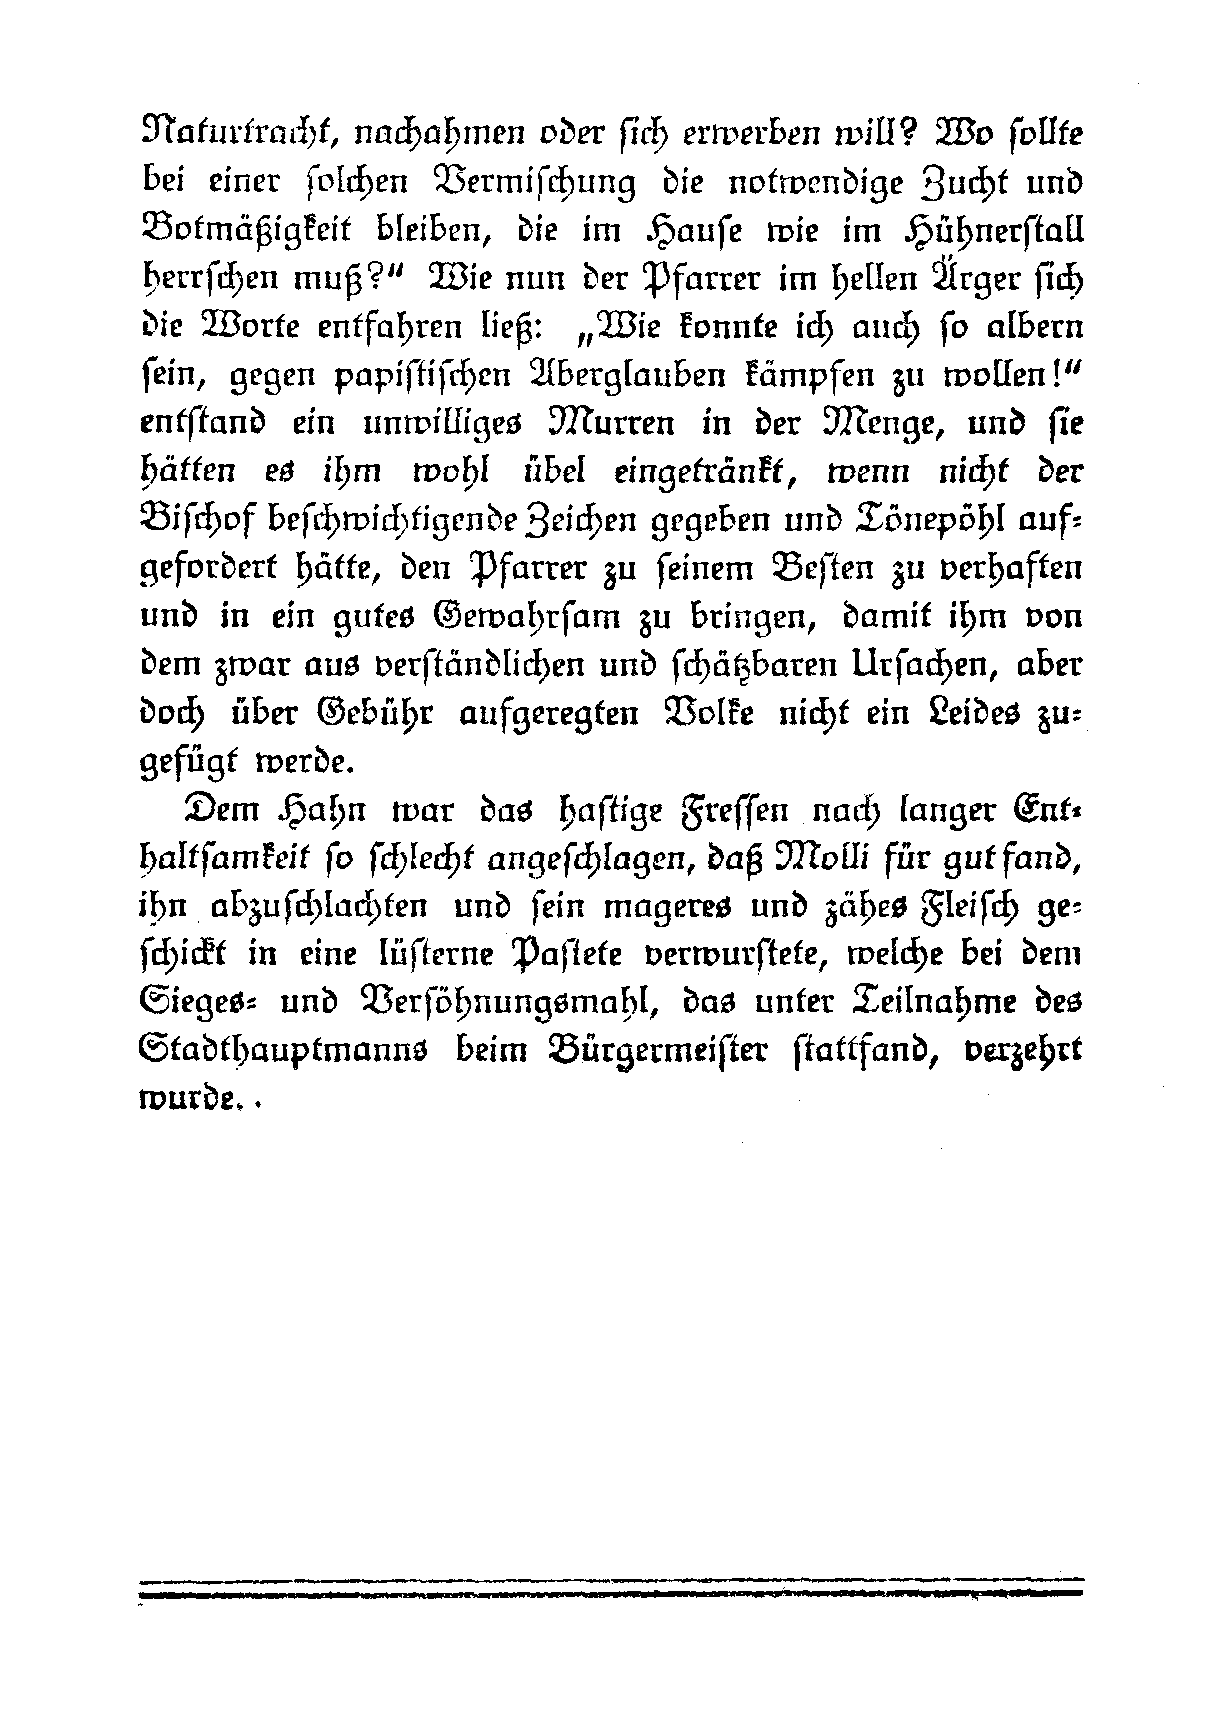 Naturtracht, nachahmen oder ſich erwerben will? Wo ſollte
bei einer ſolchen Vermiſchung die notwendige Zucht und
Botmäßigkeit bleiben, die im Hauſe wie im Hühnerſtall
herrſchen muß?“ Wie nun der Pfarrer im hellen Ärger ſich
die Worte entfahren ließ: „Wie konnte ich auch ſo albern
ſein, gegen papiſtiſchen Aberglauben kämpfen zu wollen!“
entſtand ein unwilliges Murren in der Menge, und ſie
hätten es ihm wohl übel eingetränkt, wenn nicht der
Biſchof beſchwichtigende Zeichen gegeben und Tönepöhl auf-
gefordert hätte, den Pfarrer zu ſeinem Beſten zu verhaften
und in ein gutes Gewahrſam zu bringen, damit ihm von
dem zwar aus verſtändlichen und ſchätzbaren Urſachen, aber
doch über Gebühr aufgeregten Volke nicht ein Leides zu-
gefügt werde.
Dem Hahn war das haſtige Freſſen nach langer Ent-
haltſamkeit ſo ſchlecht angeſchlagen, daß Molli für gut fand,
ihn abzuſchlachten und ſein mageres und zähes Fleiſch ge-
ſchickt in eine lüſterne Paſtete verwurſtete, welche bei dem
Sieges- und Verſöhnungsmahl, das unter Teilnahme des
Stadthauptmanns beim Bürgermeiſter ſtattfand, verzehrt
wurde. .